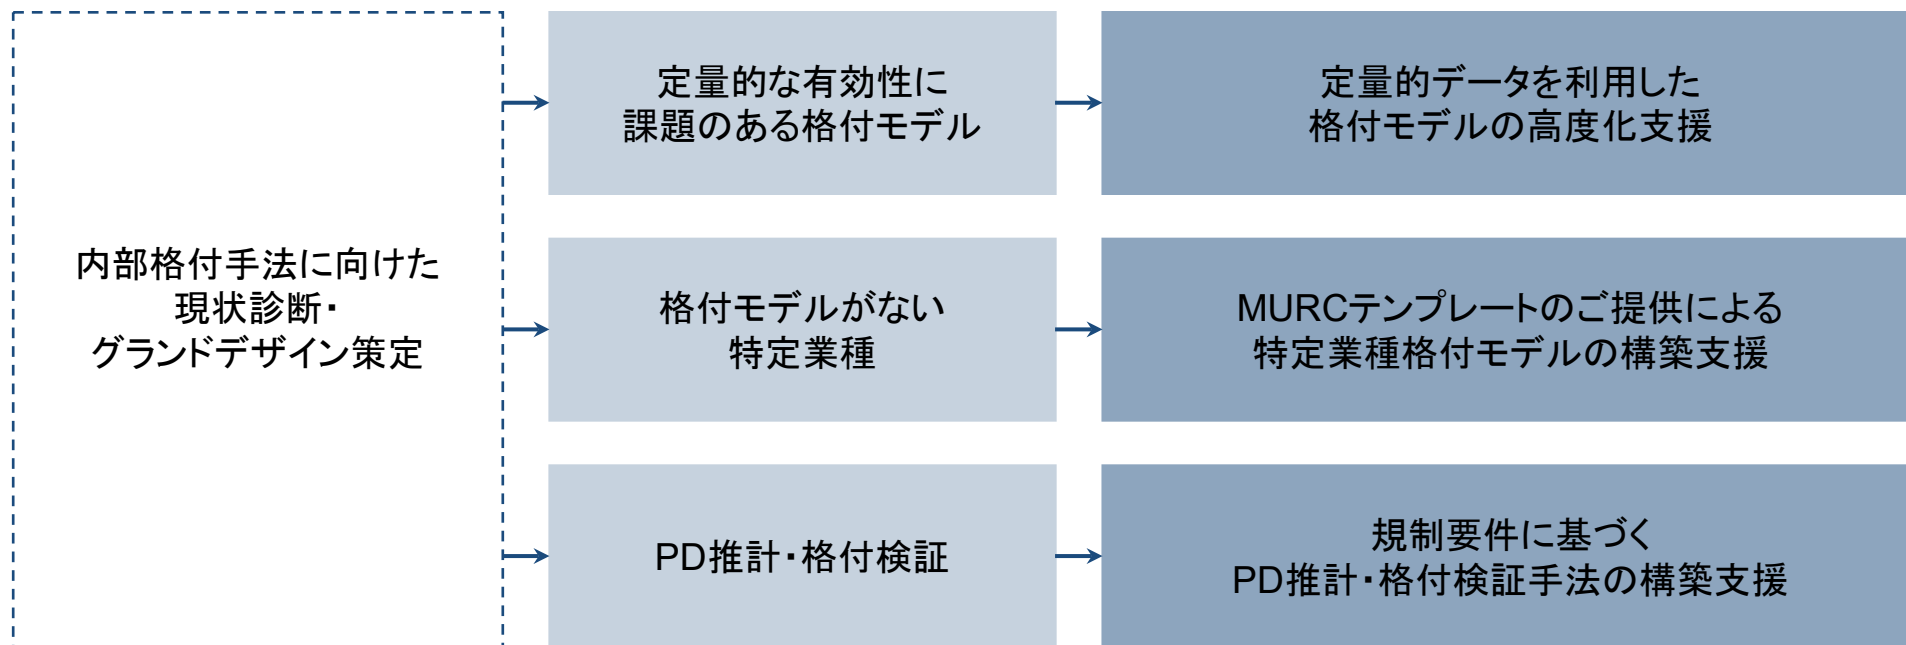 内部格付手法に向けた
現状診断・
グランドデザイン策定
定量的な有効性に
課題のある格付モデル
定量的データを利用した
格付モデルの高度化支援
格付モデルがない
特定業種
MURCテンプレートのご提供による
特定業種格付モデルの構築支援
PD推計・格付検証
規制要件に基づく
PD推計・格付検証手法の構築支援